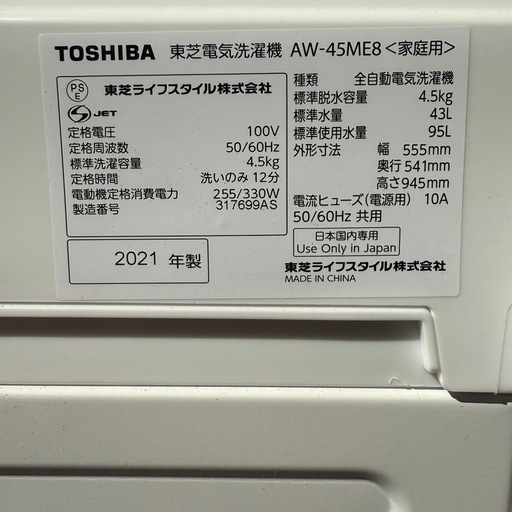 TOSHIBA 東芝電気洗濯機 AW-45ME8<家庭用>
PS
E
東芝ライフスタイル株式会社
S-JET
定格電圧 100V
定格周波数 50/60Hz
標準洗濯容量 4.5kg
定格時間 洗いのみ 12分
電動機定格消費電力 255/330W
製造番号 317699AS
2021 年製
種類 全自動電気洗濯機
標準脱水容量 4.5kg
標準水量 43L
標準使用水量 95L
外形寸法 幅 555mm
奥行 541mm
高さ 945mm
電流ヒューズ(電源用) 10A
50/60Hz 共用
日本国内専用
Use Only in Japan
東芝ライフスタイル株式会社
MADE IN CHINA